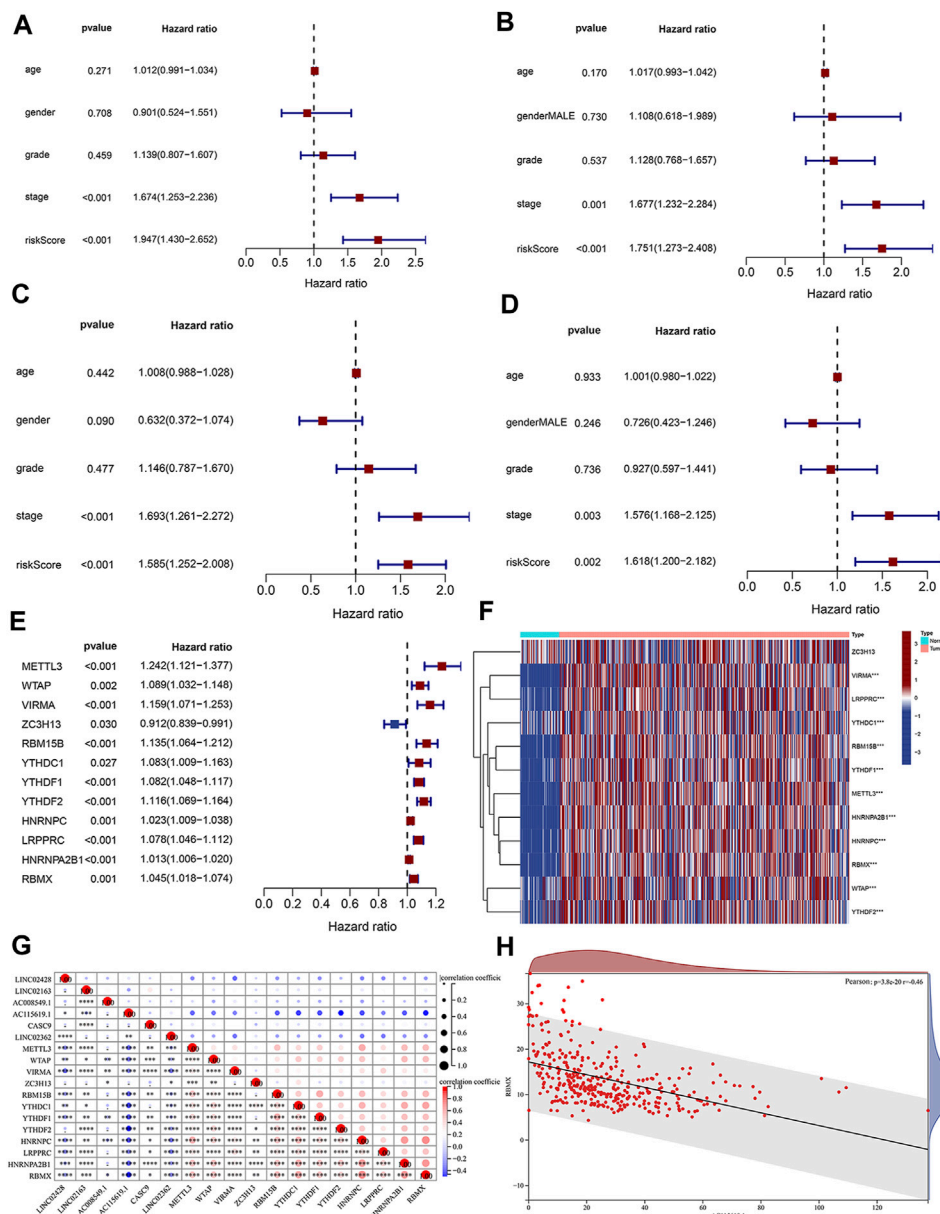 A
pvalue Hazard ratio
age 0.271 1.012(0.991−1.034)
gender 0.708 0.901(0.524−1.551)
grade 0.459 1.139(0.807−1.607)
stage <0.001 1.674(1.253−2.236)
riskScore <0.001 1.947(1.430−2.652)
0.0 0.5 1.0 1.5 2.0 2.5
Hazard ratio
B
pvalue Hazard ratio
age 0.170 1.017(0.993−1.042)
genderMALE 0.730 1.108(0.618−1.989)
grade 0.537 1.128(0.768−1.657)
stage 0.001 1.677(1.232−2.284)
riskScore <0.001 1.751(1.273−2.408)
0.0 0.5 1.0 1.5 2.0
Hazard ratio
C
pvalue Hazard ratio
age 0.442 1.008(0.988−1.028)
gender 0.090 0.632(0.372−1.074)
grade 0.477 1.146(0.787−1.670)
stage <0.001 1.693(1.261−2.272)
riskScore <0.001 1.585(1.252−2.008)
0.0 0.5 1.0 1.5 2.0
Hazard ratio
D
pvalue Hazard ratio
age 0.933 1.001(0.980−1.022)
genderMALE 0.246 0.726(0.423−1.246)
grade 0.736 0.927(0.597−1.441)
stage 0.003 1.576(1.168−2.125)
riskScore 0.002 1.618(1.200−2.182)
0.0 0.5 1.0 1.5 2.0
Hazard ratio
E
pvalue Hazard ratio
METTL3 <0.001 1.242(1.121−1.377)
WTAP 0.002 1.089(1.032−1.148)
VIRMA <0.001 1.159(1.071−1.253)
ZC3H13 0.030 0.912(0.839−0.991)
RBM15B <0.001 1.135(1.064−1.212)
YTHDC1 0.027 1.083(1.009−1.163)
YTHDF1 <0.001 1.082(1.048−1.117)
YTHDF2 <0.001 1.116(1.069−1.164)
HNRNPC <0.001 1.023(1.009−1.038)
LRPPRC <0.001 1.078(1.046−1.112)
HNRNPA2B1 <0.001 1.013(1.006−1.020)
RBMX 0.001 1.045(1.018−1.074)
0.0 0.2 0.4 0.6 0.8 1.0 1.2
Hazard ratio
F
Type
ZC3H13
VIRMA***
LRPPRC***
YTHDC1***
RBM15B***
YTHDF1***
METTL3***
HNRNPA2B1***
HNRNPC***
RBMX***
WTAP***
YTHDF2***
3
2
1
0
−1
−2
−3
Type
Norm
Tum
G
LINC02428
LINC02163
AC008549.1
AC115619.1
CASC9
LINC02362
METTL3
WTAP
VIRMA
ZC3H13
RBM15B
YTHDC1
YTHDF1
YTHDF2
HNRNPC
LRPPRC
HNRNPA2B1
RBMX
LINC02428 LINC02163 AC008549.1 AC115619.1 CASC9 LINC02362 METTL3 WTAP VIRMA ZC3H13 RBM15B YTHDC1 YTHDF1 YTHDF2 HNRNPC LRPPRC HNRNPA2B1 RBMX
correlation coefficic
0.2
0.4
0.6
0.8
1.0
correlation coefficic
1.0
0.8
0.6
0.4
0.2
0.0
-0.2
-0.4
H
Pearson; p=3.8e-20 r=-0.46
RBMX
30
20
10
0
−10
0 20 40 60 80 100 120